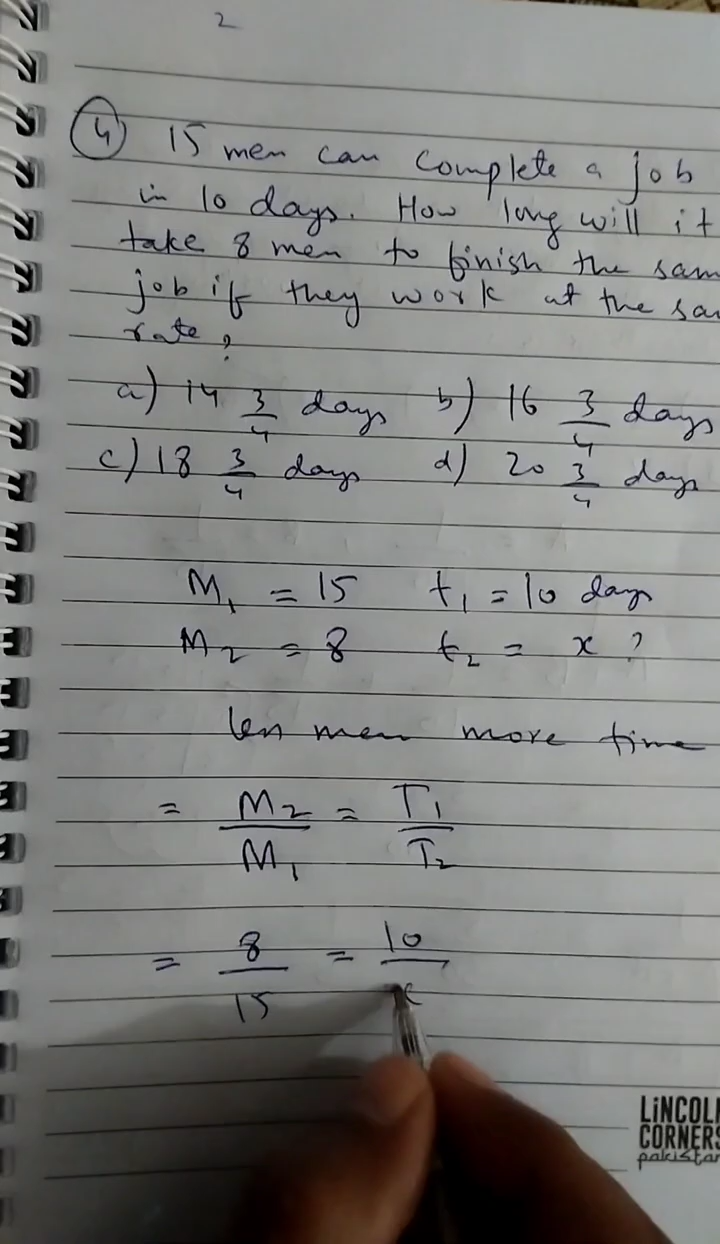 2
4 15 men can complete a job
in 10 days. How long will it
take 8 men to finish the sam
job if they work at the sa
rate?
a) 14 3/4 days b) 16 3/4 days
c) 18 3/4 days d) 20 3/4 days
M1 = 15 t1 = 10 days
M2 = 8 t2 = x ?
less men more time
= M2/M1 = T1/T2
= 8/15 = 10/x
LiNCOL
CORNERS
pakistan